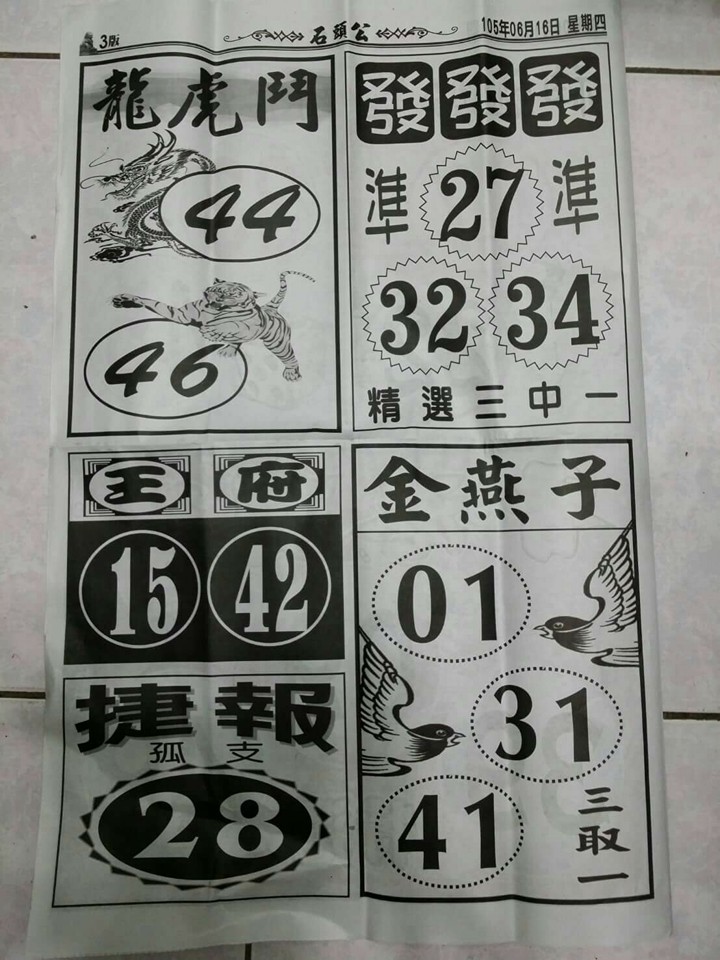 3版
石頭公
105年06月16日 星期四
龍虎鬥
44
46
發發發
準 27 準
32 34
精選三中一
王府
15 42
捷報
孤支
28
金燕子
01
31
41
三取一